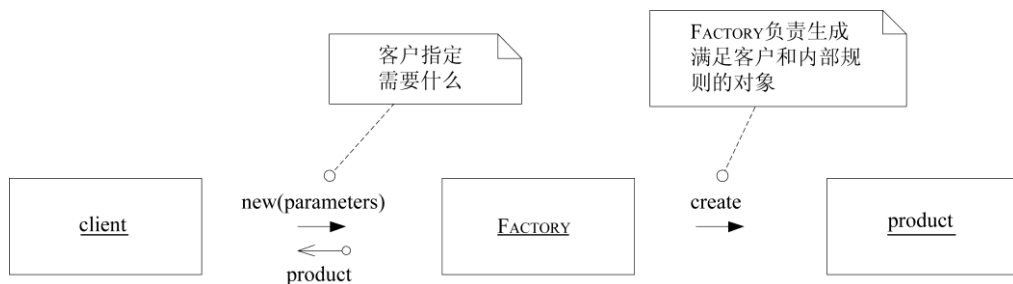 客户指定
需要什么
FACTORY负责生成
满足客户和内部规
则的对象
client
new(parameters)
product
FACTORY
create
product